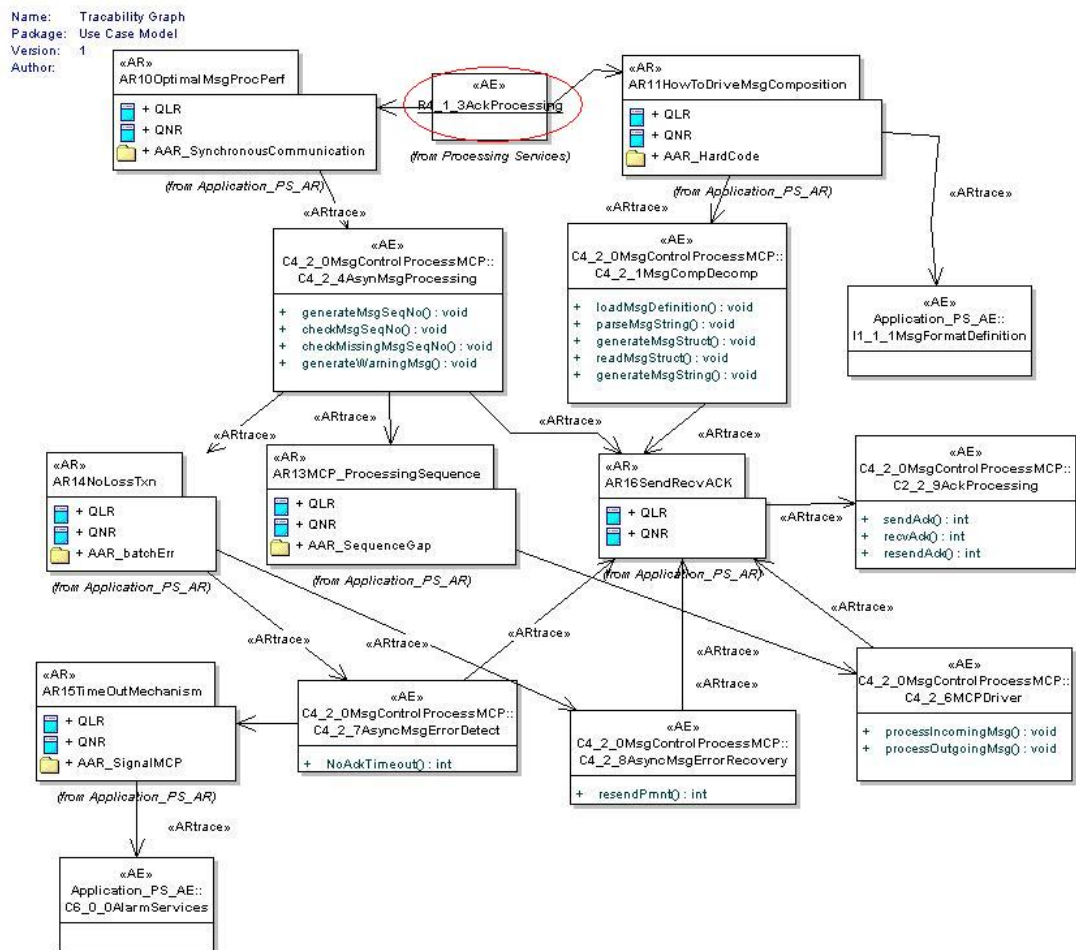 Name: Tracability Graph
Package: Use Case Model
Version: 1
Author:
«AR»
AR10OptimalMsgProcPerf
+ QLR
+ QNR
+ AAR_SynchronousCommunication
(from Application_PS_AR)
«AE»
R4_1_3AckProcessing
(from Processing Services)
«AR»
AR11HowToDriveMsgComposition
+ QLR
+ QNR
+ AAR_HardCode
(from Application_PS_AR)
«ARtrace»
«ARtrace»
«ARtrace»
«AE»
C4_2_0MsgControlProcessMCP::
C4_2_4AsynMsgProcessing
+ generateMsgSeqNo() : void
+ checkMsgSeqNo() : void
+ checkMissingMsgSeqNo() : void
+ generateWarningMsg() : void
«AE»
C4_2_0MsgControlProcessMCP::
C4_2_1MsgCompDecomp
+ loadMsgDefinition() : void
+ parseMsgString() : void
+ generateMsgStruct() : void
+ readMsgStruct() : void
+ generateMsgString() : void
«AE»
Application_PS_AE::
I1_1_1MsgFormatDefinition
«ARtrace»
«ARtrace»
«ARtrace»
«ARtrace»
«AR»
AR14NoLossTxn
+ QLR
+ QNR
+ AAR_batchErr
(from Application_PS_AR)
«AR»
AR13MCP_ProcessingSequence
+ QLR
+ QNR
+ AAR_SequenceGap
(from Application_PS_AR)
«AR»
AR16SendRecvACK
+ QLR
+ QNR
(from Application_PS_AR)
«ARtrace»
«AE»
C4_2_0MsgControlProcessMCP::
C2_2_9AckProcessing
+ sendAck() : int
+ recvAck() : int
+ resendAck() : int
«ARtrace»
«ARtrace»
«ARtrace»
«ARtrace»
«ARtrace»
«ARtrace»
«AR»
AR15TimeOutMechanism
+ QLR
+ QNR
+ AAR_SignalMCP
(from Application_PS_AR)
«AE»
C4_2_0MsgControlProcessMCP::
C4_2_7AsyncMsgErrorDetect
+ NoAckTimeout() : int
«AE»
C4_2_0MsgControlProcessMCP::
C4_2_8AsyncMsgErrorRecovery
+ resendPmnt() : int
«AE»
C4_2_0MsgControlProcessMCP::
C4_2_6MCPDriver
+ processIncomingMsg() : void
+ processOutgoingMsg() : void
«ARtrace»
«AE»
Application_PS_AE::
C6_0_0AlarmServices